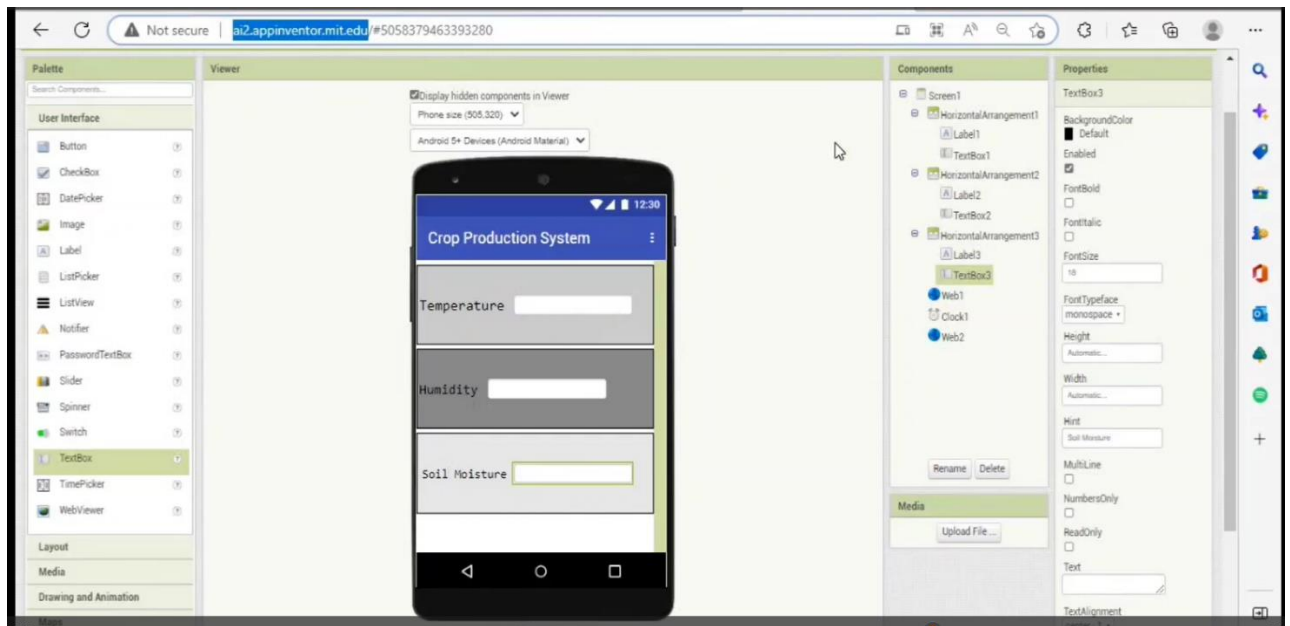 Not secure | ai2.appinventor.mit.edu/#5058379463393280
Palette
Search Components...
User Interface
Button
CheckBox
DatePicker
Image
Label
ListPicker
ListView
Notifier
PasswordTextBox
Slider
Spinner
Switch
TextBox
TimePicker
WebViewer
Layout
Media
Drawing and Animation
Maps
Viewer
Display hidden components in Viewer
Phone size (505,320)
Android 5+ Devices (Android Material)
12:30
Crop Production System
Temperature
Humidity
Soil Moisture
Components
Screen1
HorizontalArrangement1
Label1
TextBox1
HorizontalArrangement2
Label2
TextBox2
HorizontalArrangement3
Label3
TextBox3
Web1
Clock1
Web2
Rename Delete
Media
Upload File ...
Properties
TextBox3
BackgroundColor
Default
Enabled
FontBold
FontItalic
FontSize
18
FontTypeface
monospace
Height
Automatic...
Width
Automatic...
Hint
Soil Moisture
MultiLine
NumbersOnly
ReadOnly
Text
TextAlignment